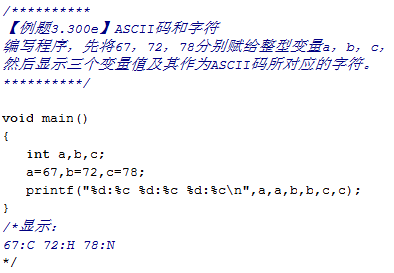 /**********
【例题3.300e】ASCII码和字符
编写程序，先将67，72，78分别赋给整型变量a，b，c，
然后显示三个变量值及其作为ASCII码所对应的字符。
**********/
void main()
{
int a,b,c;
a=67,b=72,c=78;
printf("%d:%c %d:%c %d:%c\n",a,a,b,b,c,c);
}
/*显示：
67:C 72:H 78:N
*/